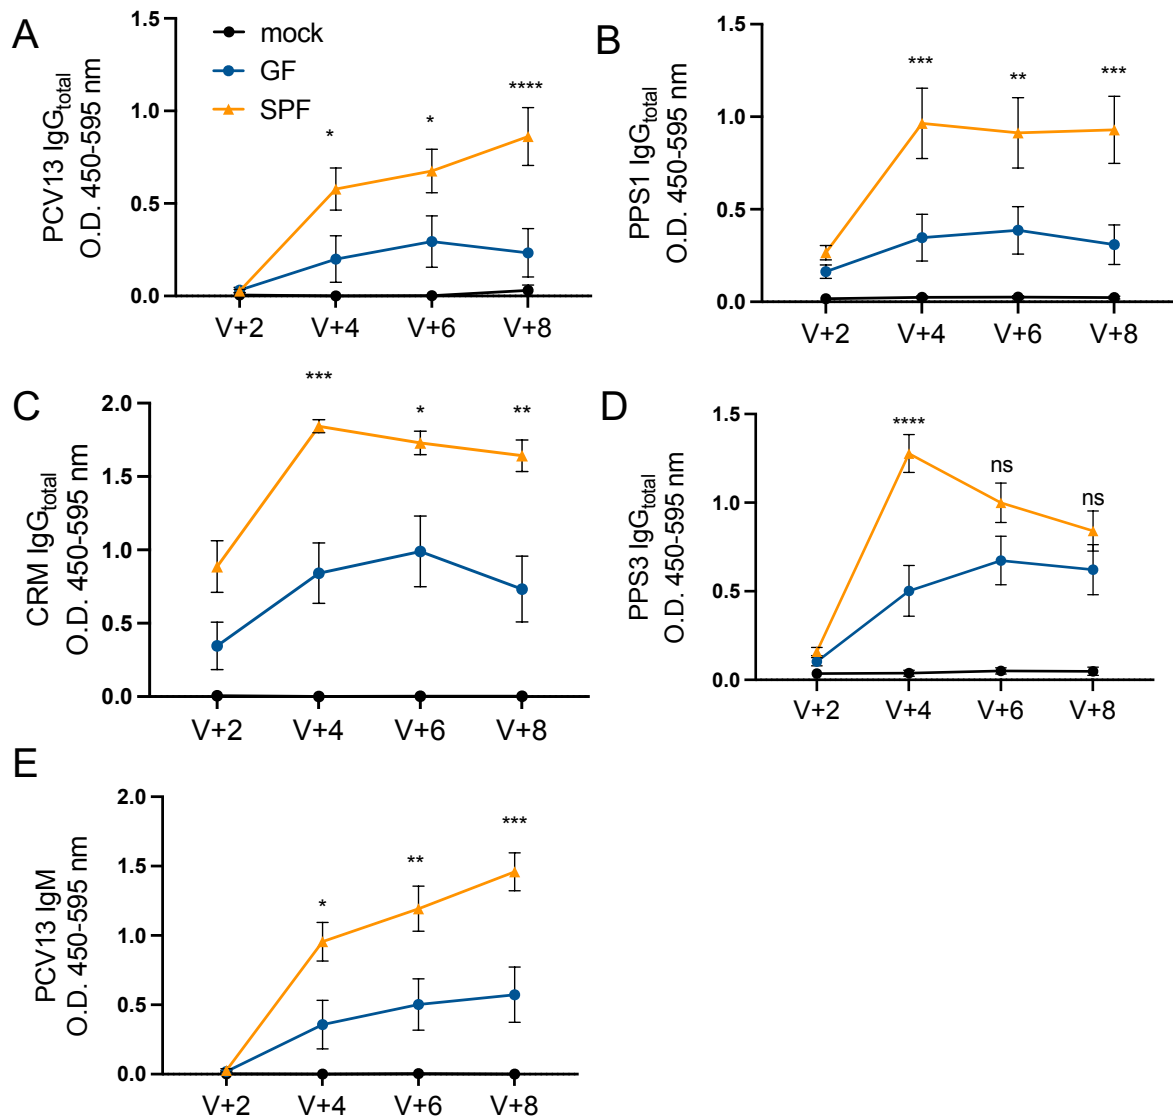 A
PCV13 IgGtotal
O.D. 450-595 nm
1.5
1.0
0.5
0.0
mock
GF
SPF
*
*
****
V+2 V+4 V+6 V+8
B
PPS1 IgGtotal
O.D. 450-595 nm
1.5
1.0
0.5
0.0
***
**
***
V+2 V+4 V+6 V+8
C
CRM IgGtotal
O.D. 450-595 nm
2.0
1.5
1.0
0.5
0.0
***
*
**
V+2 V+4 V+6 V+8
D
PPS3 IgGtotal
O.D. 450-595 nm
1.5
1.0
0.5
0.0
****
ns
ns
V+2 V+4 V+6 V+8
E
PCV13 IgM
O.D. 450-595 nm
2.0
1.5
1.0
0.5
0.0
*
**
***
V+2 V+4 V+6 V+8